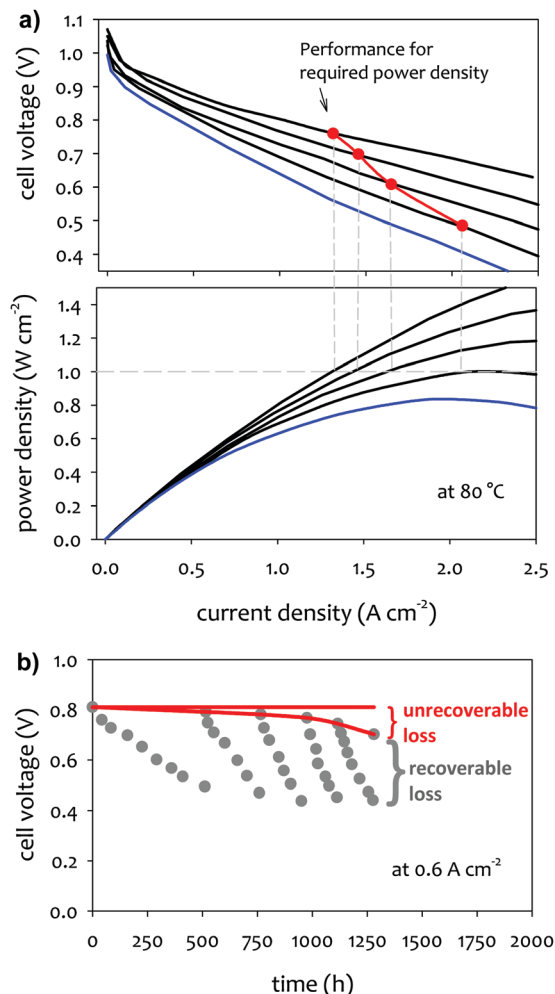 a)
cell voltage (V)
1.1
1.0
0.9
0.8
0.7
0.6
0.5
0.4
Performance for
required power density
power density (W cm-2)
1.4
1.2
1.0
0.8
0.6
0.4
0.2
0.0
at 80 °C
0.0 0.5 1.0 1.5 2.0 2.5
current density (A cm-2)
b)
cell voltage (V)
1.0
0.8
0.6
0.4
0.2
0.0
unrecoverable
loss
recoverable
loss
at 0.6 A cm-2
0 250 500 750 1000 1250 1500 1750 2000
time (h)